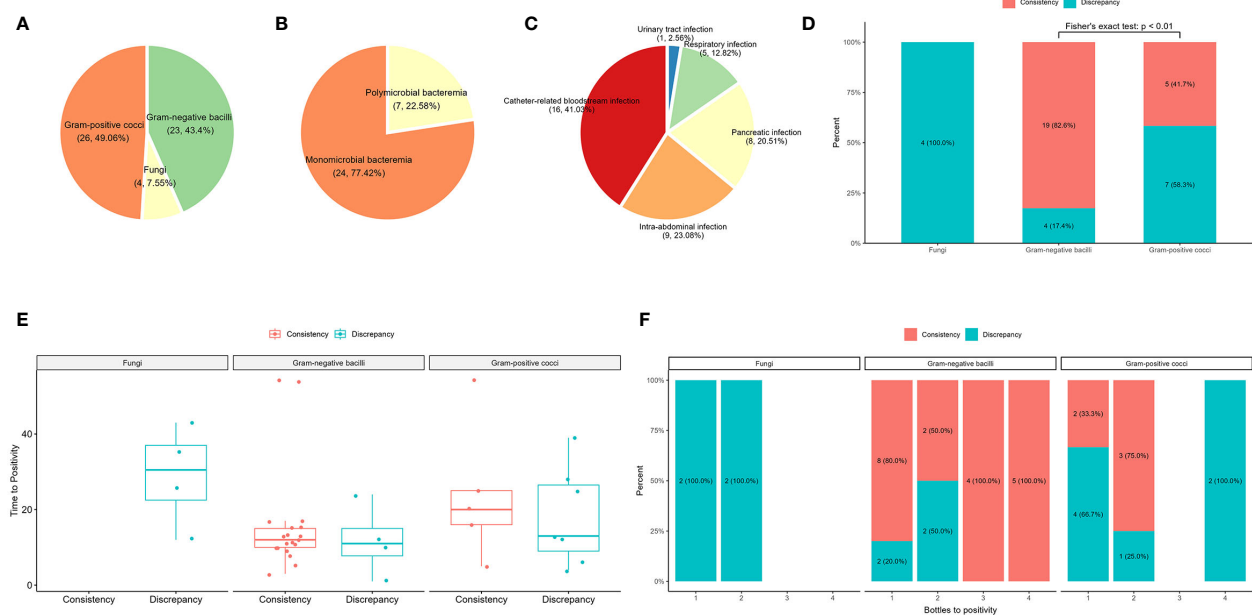 A
Gram-positive cocci
(26, 49.06%)
Gram-negative bacilli
(23, 43.4%)
Fungi
(4, 7.55%)
B
Polymicrobial bacteremia
(7, 22.58%)
Monomicrobial bacteremia
(24, 77.42%)
C
Urinary tract infection
(1, 2.56%)
Respiratory infection
(5, 12.82%)
Catheter-related bloodstream infection
(16, 41.03%)
Pancreatic infection
(8, 20.51%)
Intra-abdominal infection
(9, 23.08%)
D
Consistency
Discrepancy
Fisher's exact test: p < 0.01
100%
75%
50%
25%
0%
Percent
4 (100.0%)
19 (82.6%)
4 (17.4%)
5 (41.7%)
7 (58.3%)
Fungi
Gram-negative bacilli
Gram-positive cocci
E
Consistency
Discrepancy
Fungi
Gram-negative bacilli
Gram-positive cocci
Time to Positivity
40
20
0
Consistency
Discrepancy
Consistency
Discrepancy
Consistency
Discrepancy
F
Consistency
Discrepancy
Fungi
Gram-negative bacilli
Gram-positive cocci
100%
75%
50%
25%
0%
Percent
2 (100.0%)
2 (100.0%)
8 (80.0%)
2 (20.0%)
2 (50.0%)
2 (50.0%)
4 (100.0%)
5 (100.0%)
2 (33.3%)
4 (66.7%)
3 (75.0%)
1 (25.0%)
2 (100.0%)
1
2
3
4
1
2
3
4
1
2
3
4
Bottles to positivity